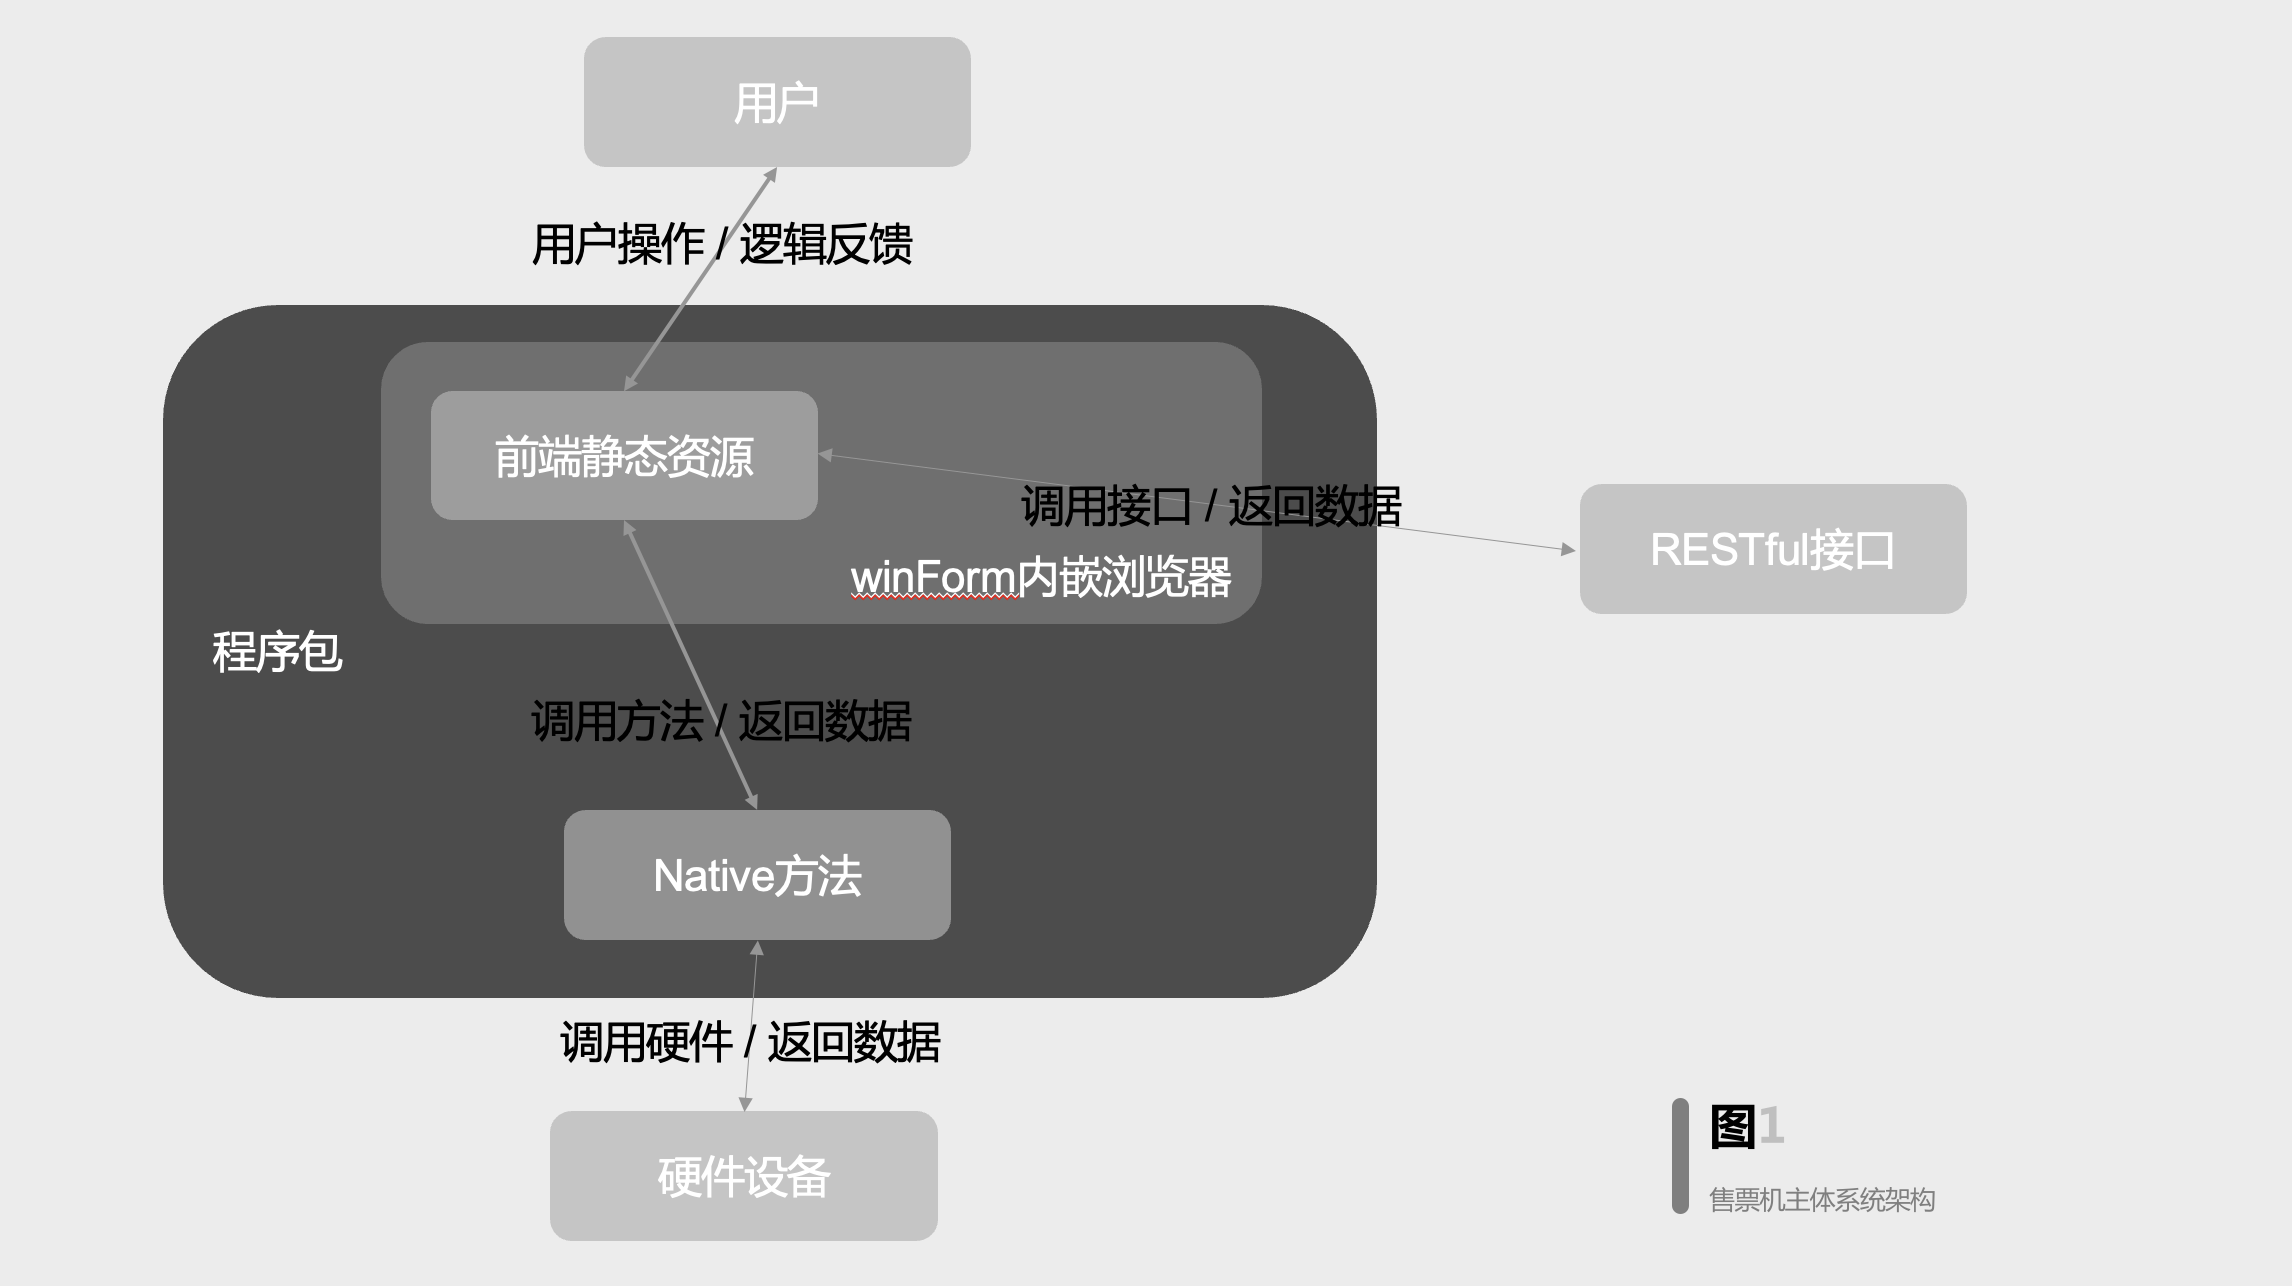 用户
用户操作 / 逻辑反馈
前端静态资源
调用接口 / 返回数据
RESTful接口
winForm内嵌浏览器
程序包
调用方法 / 返回数据
Native方法
调用硬件 / 返回数据
硬件设备
图1
售票机主体系统架构